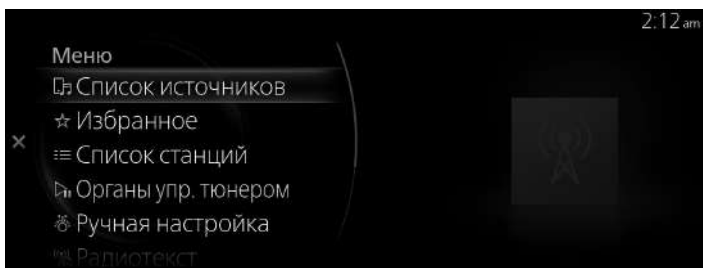 2:12 am
Меню
Список источников
Избранное
Список станций
Органы упр. тюнером
Ручная настройка
Радиотекст